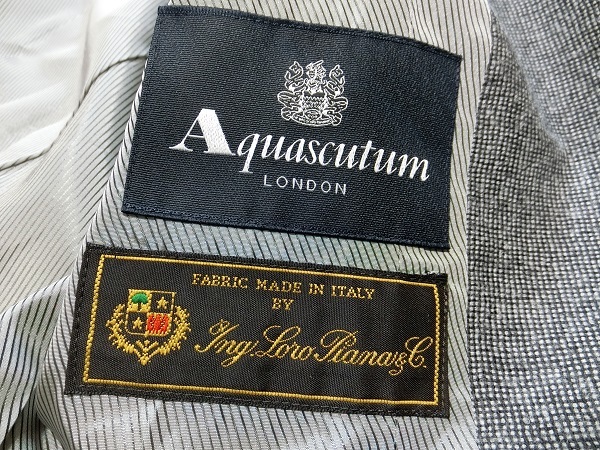 Aquascutum
LONDON
FABRIC MADE IN ITALY
BY
Ing. Loro Piana & C.